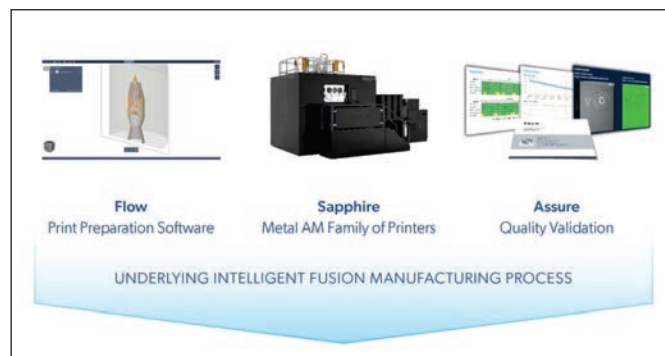 Flow
Print Preparation Software
Sapphire
Metal AM Family of Printers
Assure
Quality Validation
UNDERLYING INTELLIGENT FUSION MANUFACTURING PROCESS